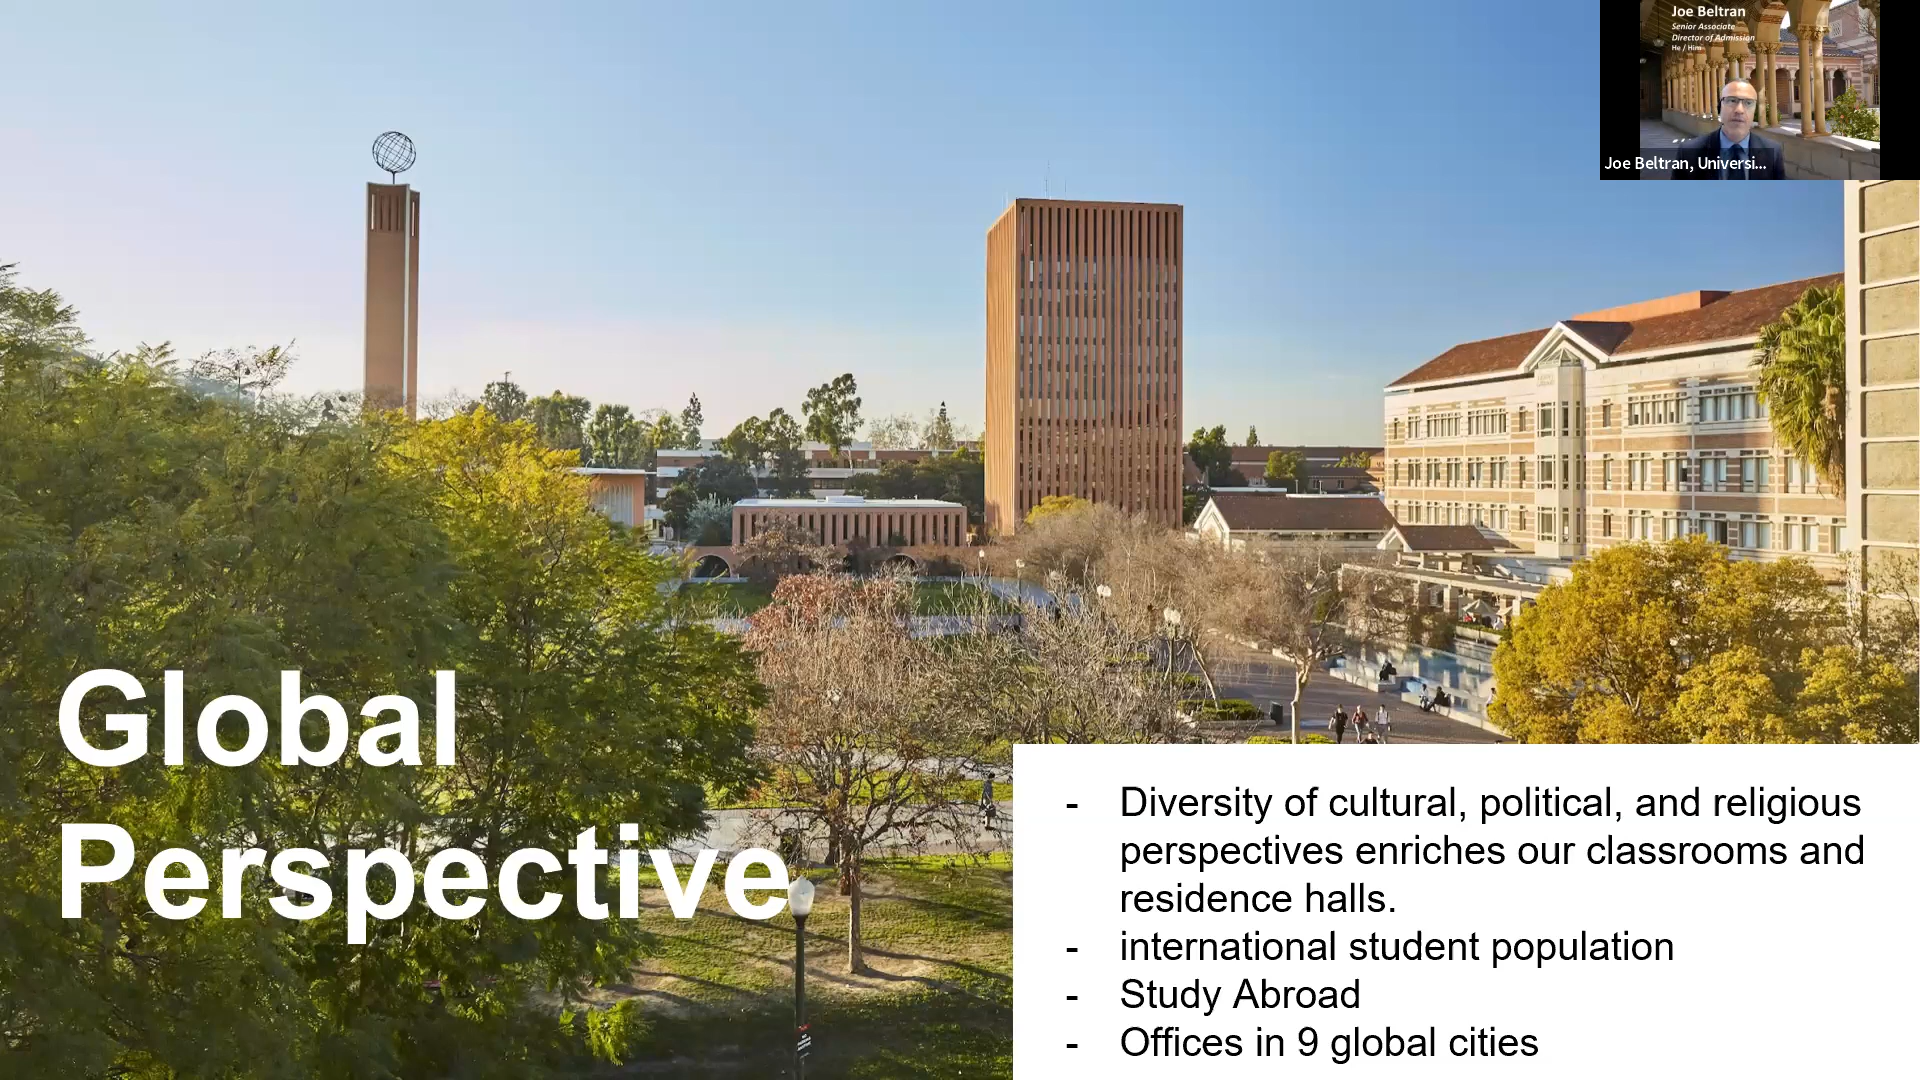 Joe Beltran
Senior Associate
Director of Admission
He / Him
Joe Beltran, Universi...
Global
Perspective
- Diversity of cultural, political, and religious
perspectives enriches our classrooms and
residence halls.
- international student population
- Study Abroad
- Offices in 9 global cities